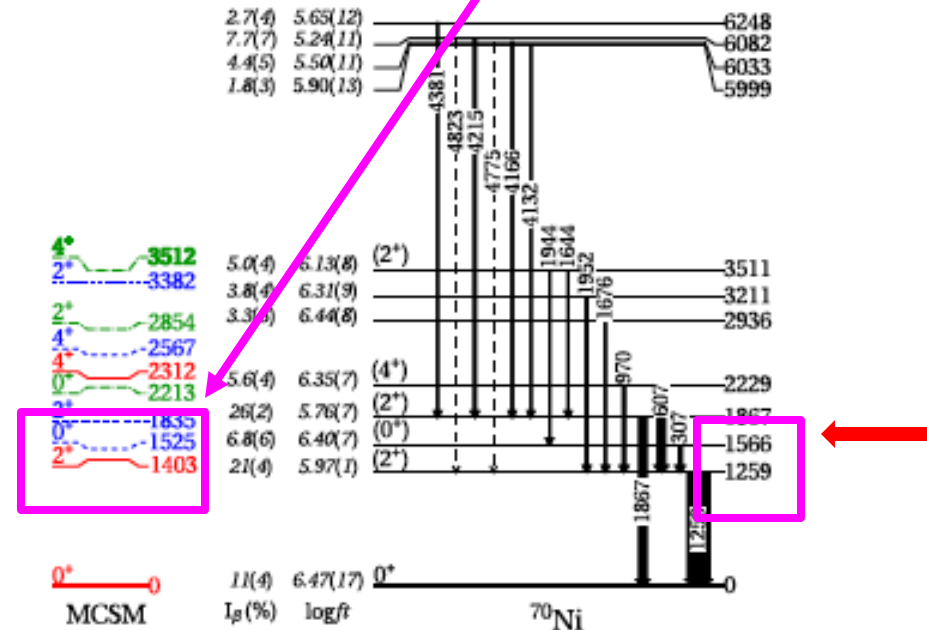 2.7(4) 5.65(12) 6248
7.7(7) 5.24(11) 6082
4.4(5) 5.50(11) 6033
1.8(3) 5.90(13) 5999
4381 4823 4215 4775 4166 4132
4⁺ 3512 5.0(4) 6.13(8) (2⁺) 1944 1644 3511
2⁺ 3382 3.8(4) 6.31(9) 1952 3211
2⁺ 2854 6.44(8) 1676 2936
4⁺ 2567
4⁺ 2312 5.6(4) 6.35(7) (4⁺) 970 2229
0⁺ 2213
2⁺ 1835 26(2) 5.76(7) (2⁺) 607 1867
0⁺ 1525 6.8(6) 6.40(7) (0⁺) 307 1566
2⁺ 1403 21(4) 5.97(1) (2⁺) 1259
1867
0⁺ 0 11(4) 6.47(17) 0⁺ 0
MCSM Iᵦ(%) logft ⁷⁰Ni